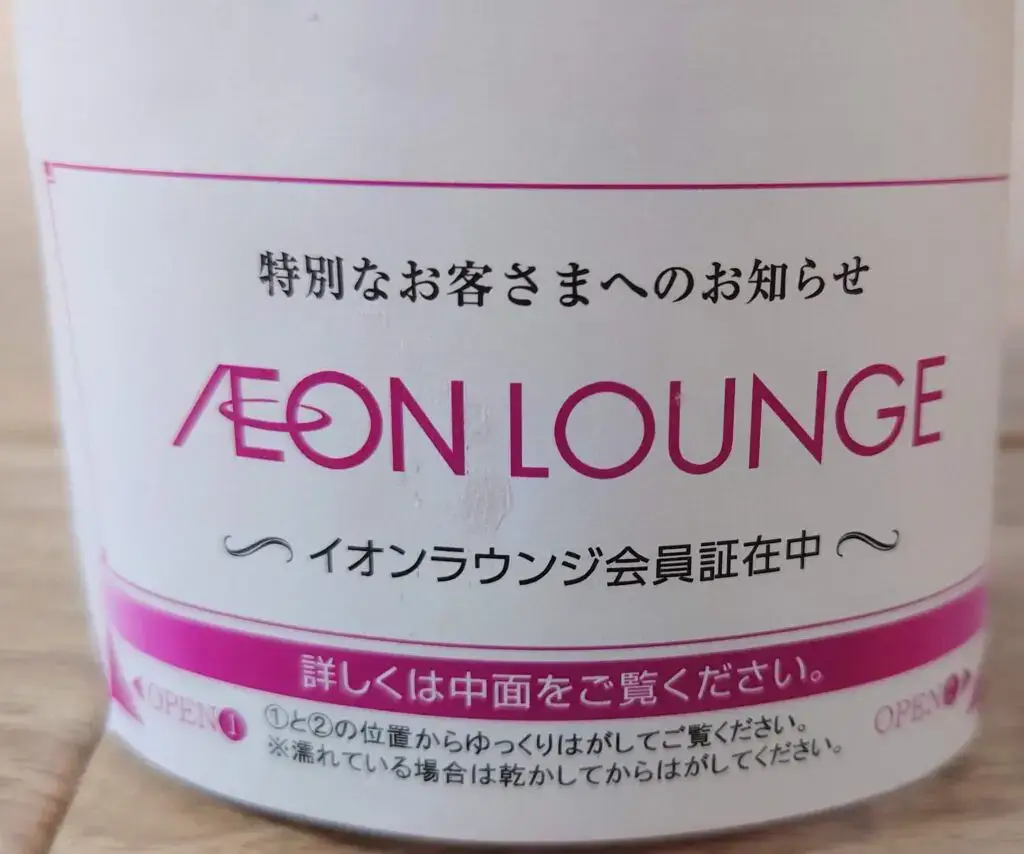 特別なお客さまへのお知らせ
ÆON LOUNGE
イオンラウンジ会員証在中
詳しくは中面をご覧ください。
OPEN❶
①と②の位置からゆっくりはがしてご覧ください。
※濡れている場合は乾かしてからはがしてください。
OPEN❷